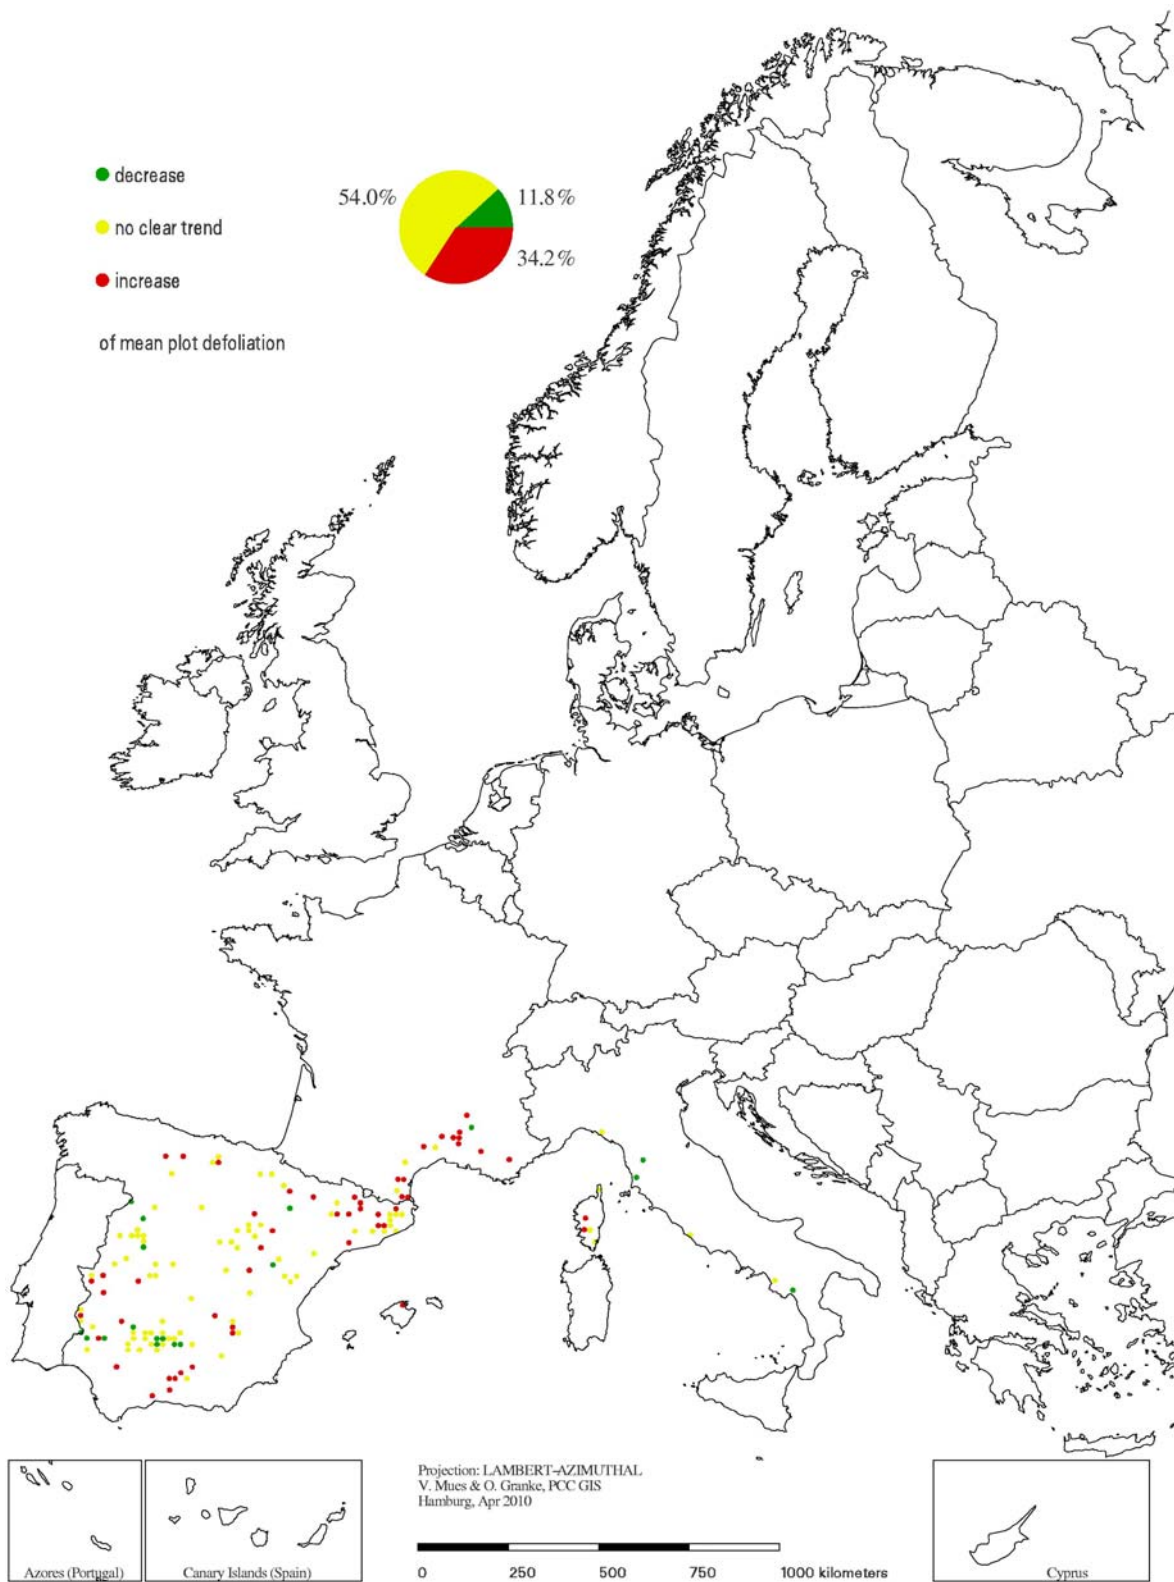 decrease
no clear trend
increase
of mean plot defoliation
54.0%
11.8%
34.2%
Projection: LAMBERT-AZIMUTHAL
V. Mues & O. Granke, PCC GIS
Hamburg, Apr 2010
Azores (Portugal)
Canary Islands (Spain)
0 250 500 750 1000 kilometers
Cyprus